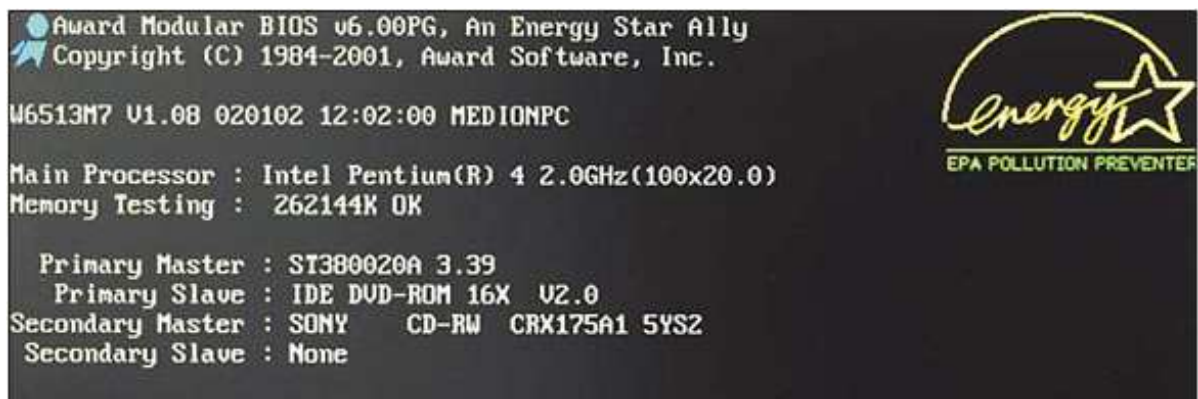 Award Modular BIOS v6.00PG, An Energy Star Ally
Copyright (C) 1984-2001, Award Software, Inc.
energy
EPA POLLUTION PREVENTER
W6513M7 V1.08 020102 12:02:00 MEDIONPC
Main Processor : Intel Pentium(R) 4 2.0GHz(100x20.0)
Memory Testing : 262144K OK
Primary Master : ST380020A 3.39
Primary Slave : IDE DVD-ROM 16X V2.0
Secondary Master : SONY CD-RW CRX175A1 5YS2
Secondary Slave : None